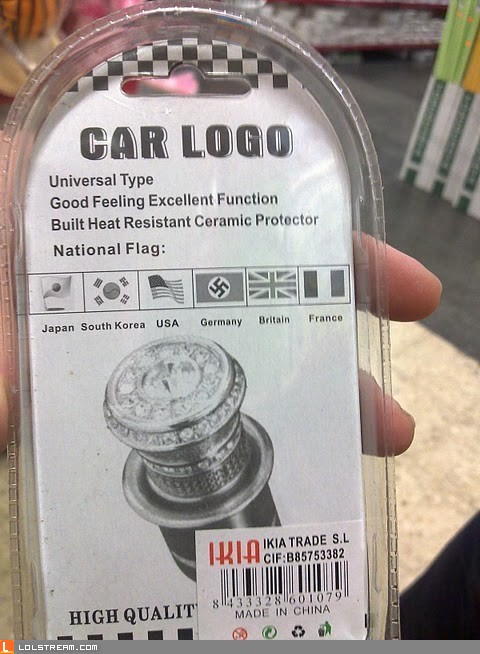 CAR LOGO
Universal Type
Good Feeling Excellent Function
Built Heat Resistant Ceramic Protector
National Flag:
Japan South Korea USA Germany Britain France
IKIA IKIA TRADE S.L
CIF:B85753382
8 433328 601079
MADE IN CHINA
HIGH QUALIT
LOLSTREAM.COM